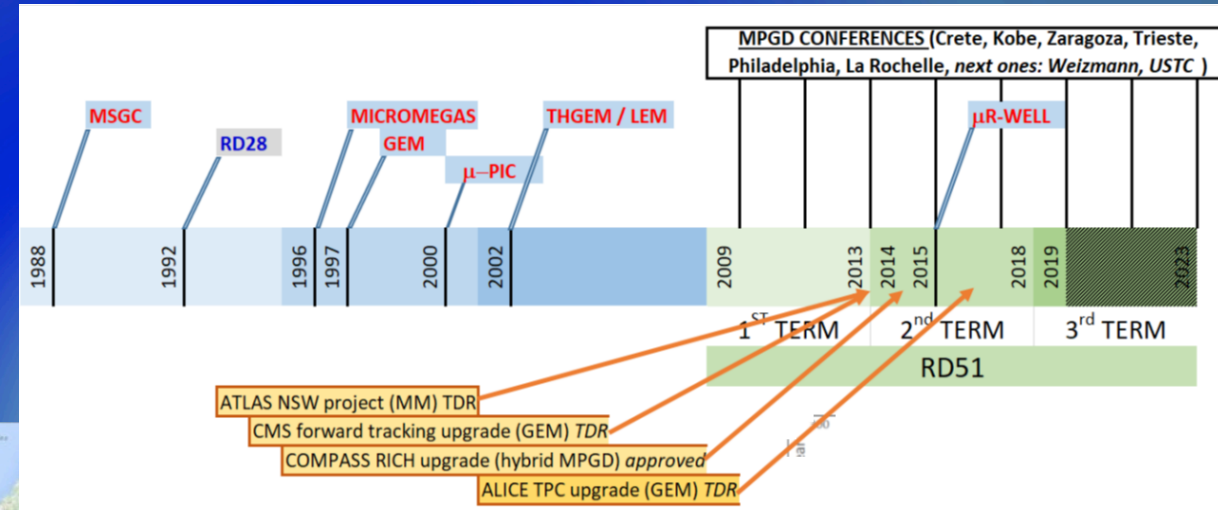 MPGD CONFERENCES (Crete, Kobe, Zaragoza, Trieste,
Philadelphia, La Rochelle, next ones: Weizmann, USTC )
MSGC
RD28
MICROMEGAS
GEM
μ–PIC
THGEM / LEM
μR-WELL
1988
1992
1996
1997
2000
2002
2009
2013
2014
2015
2018
2019
2023
1ST TERM
2nd TERM
3rd TERM
RD51
ATLAS NSW project (MM) TDR
CMS forward tracking upgrade (GEM) TDR
COMPASS RICH upgrade (hybrid MPGD) approved
ALICE TPC upgrade (GEM) TDR